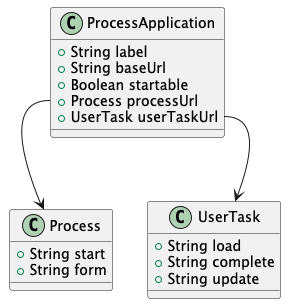 C ProcessApplication
String label
String baseUrl
Boolean startable
Process processUrl
UserTask userTaskUrl
C Process
String start
String form
C UserTask
String load
String complete
String update